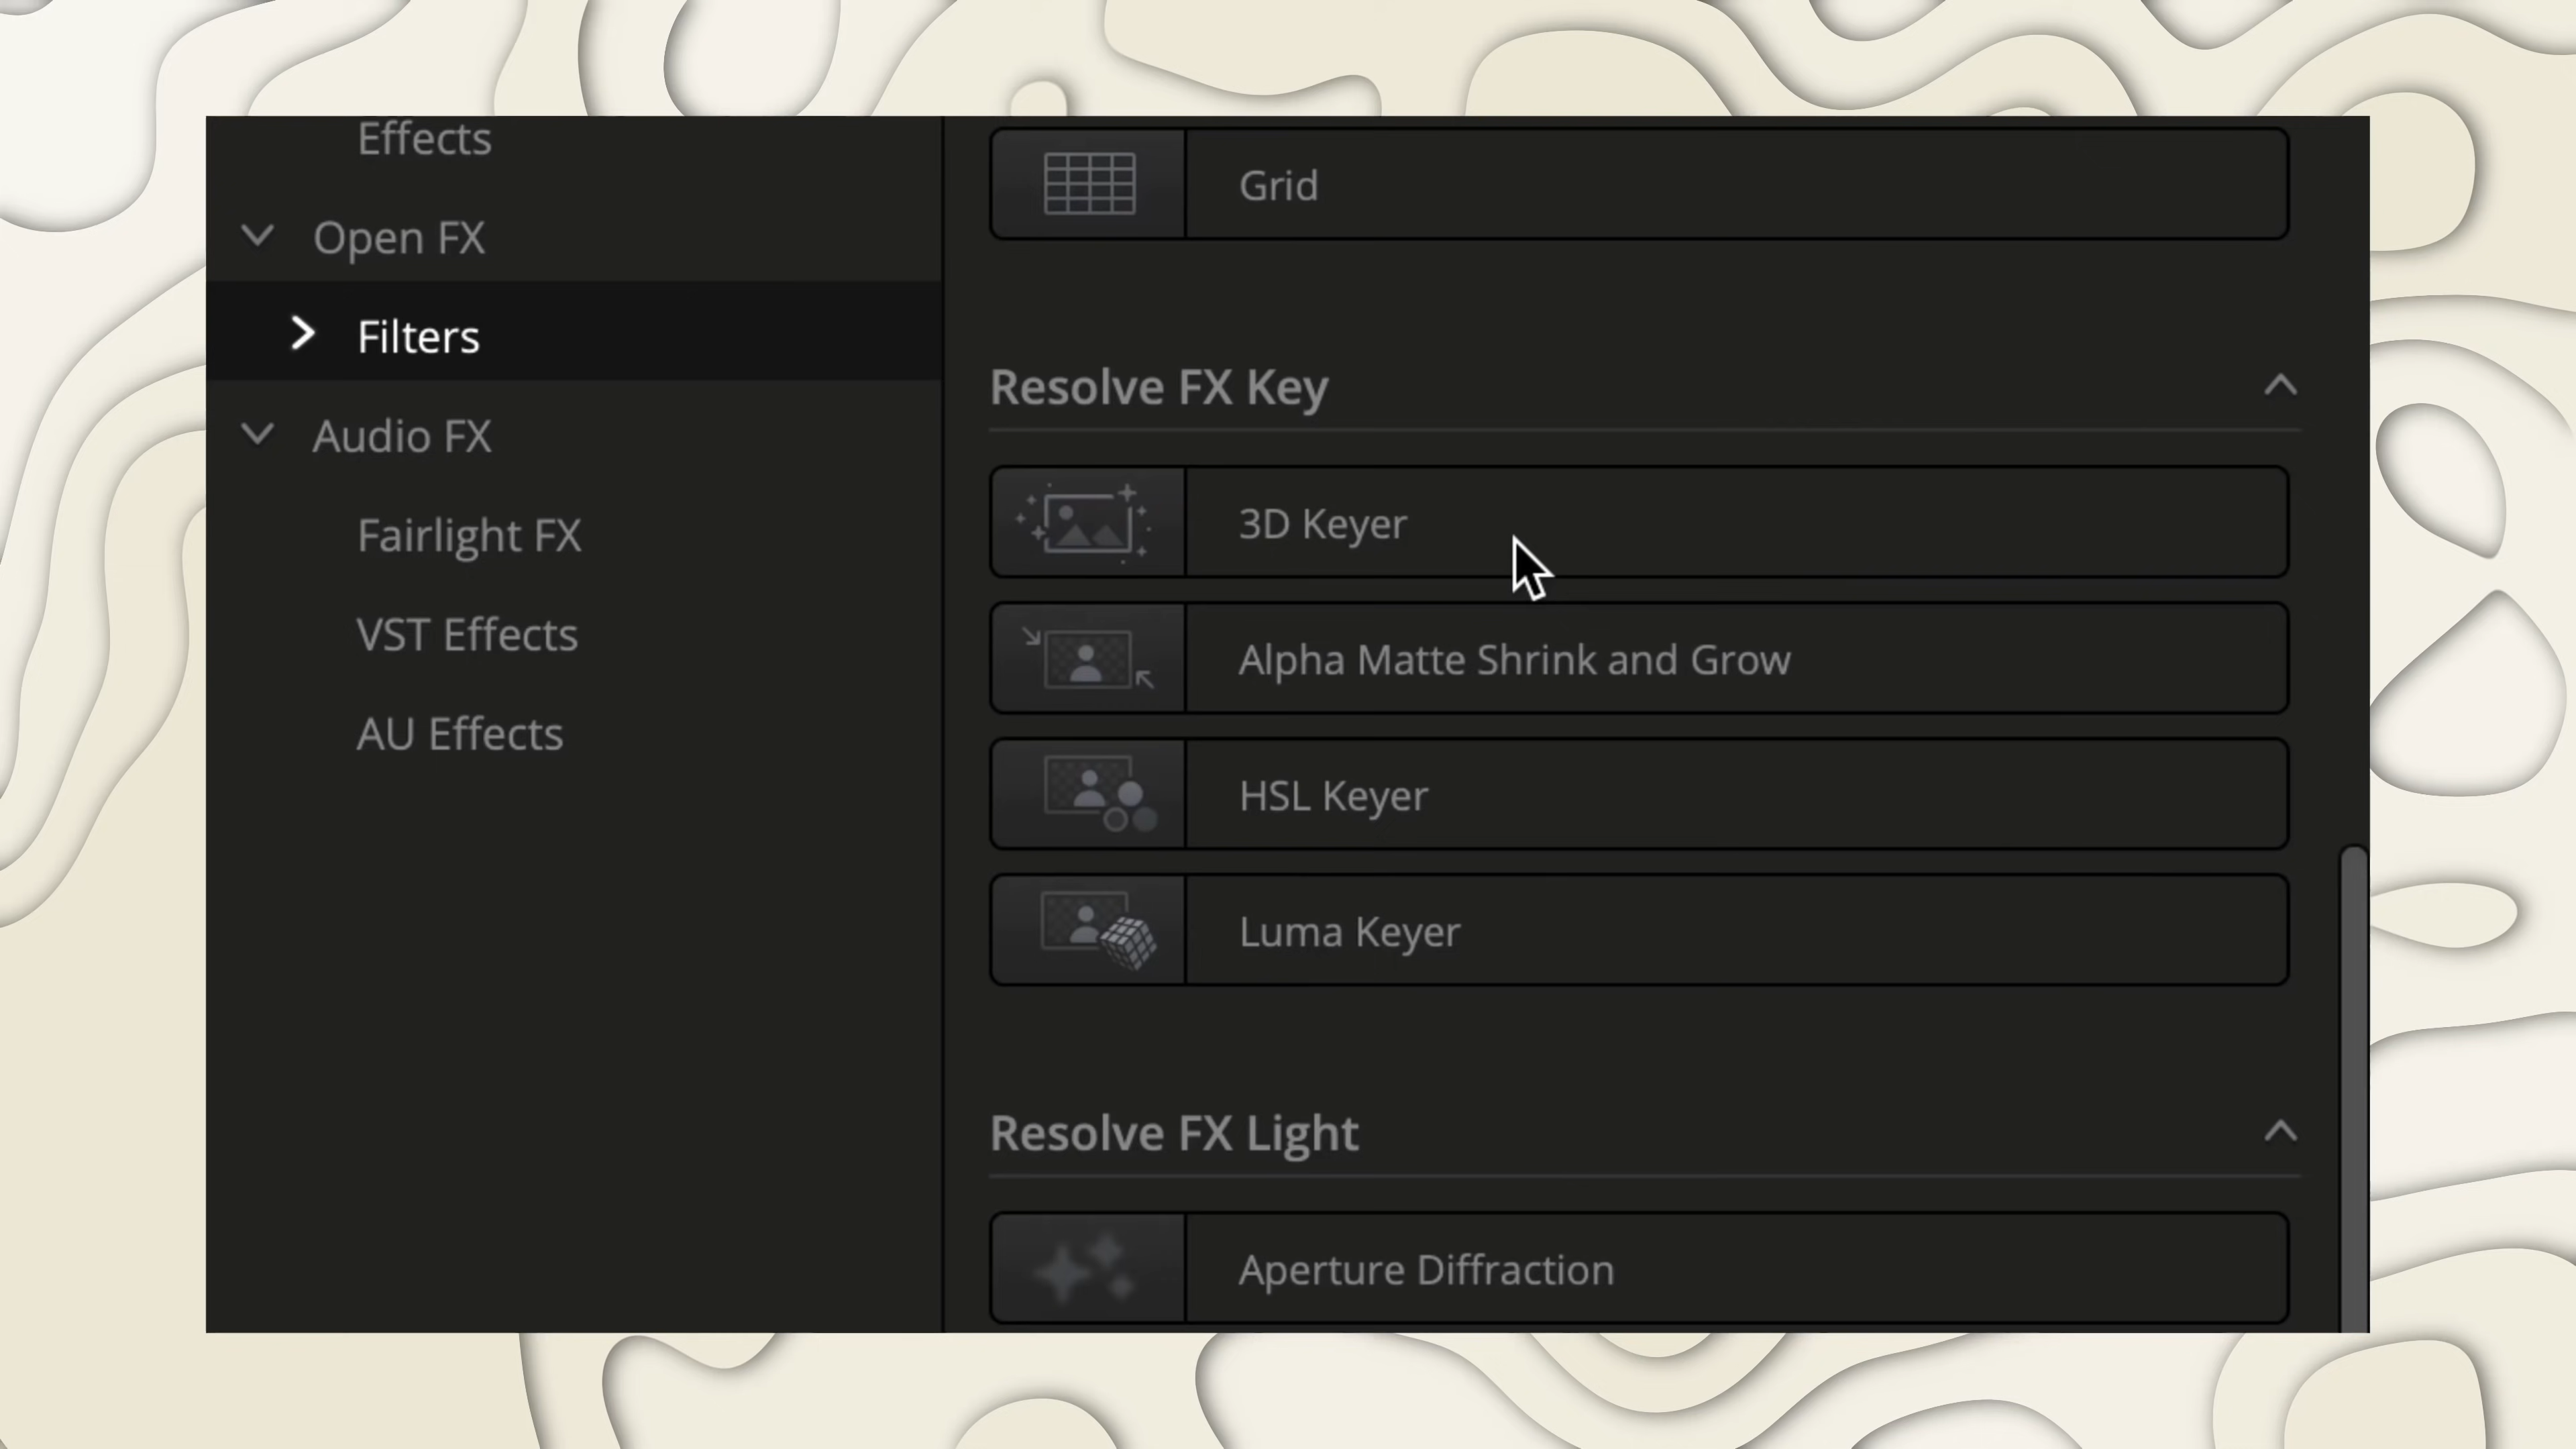 Effects
Open FX
Filters
Audio FX
Fairlight FX
VST Effects
AU Effects
Grid
Resolve FX Key
3D Keyer
Alpha Matte Shrink and Grow
HSL Keyer
Luma Keyer
Resolve FX Light
Aperture Diffraction